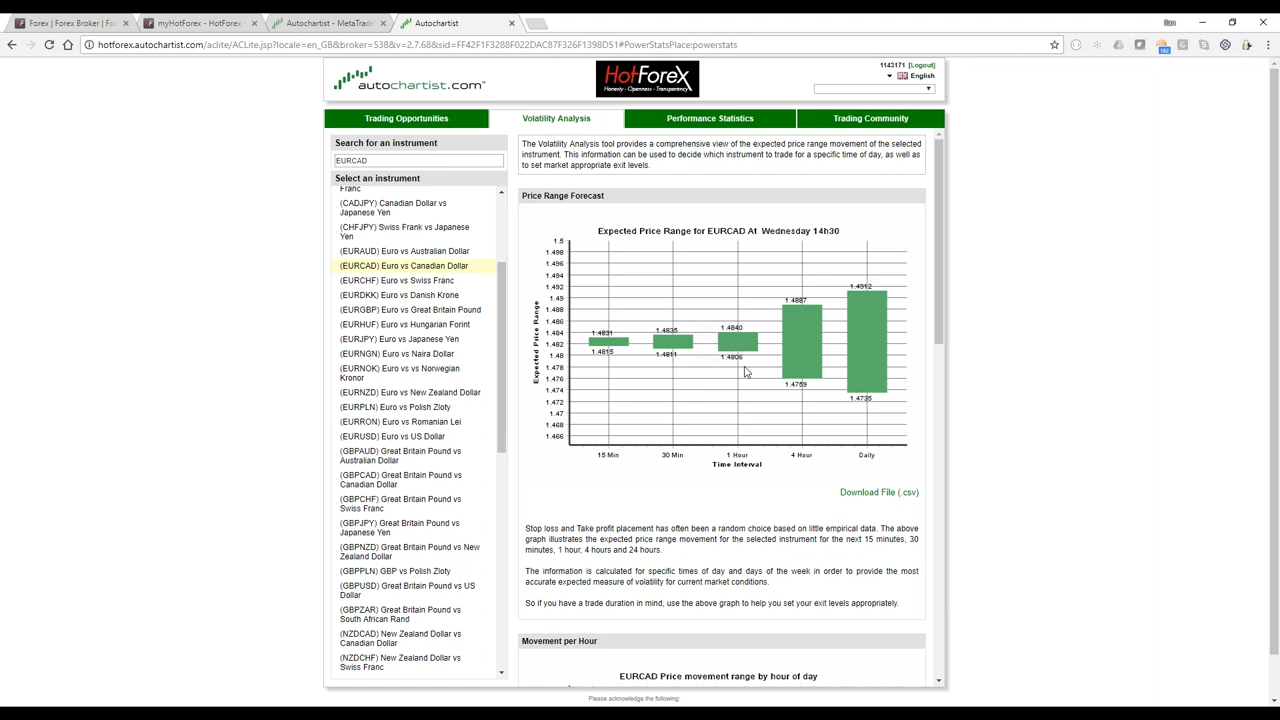 Forex | Forex Broker | Fo
myHotForex - HotForex
Autochartist - MetaTrade
Autochartist
Ilan
hotforex.autochartist.com/aclite/ACLite.jsp?locale=en_GB&broker=538&v=2.7.68&sid=FF42F1F3288F022DAC87F326F1398D51#PowerStatsPlace:powerstats
autochartist.com
HotForex
Honesty - Openness - Transparency
1143171 [Logout]
English
Trading Opportunities
Volatility Analysis
Performance Statistics
Trading Community
Search for an instrument
EURCAD
Select an instrument
Franc
(CADJPY) Canadian Dollar vs
Japanese Yen
(CHFJPY) Swiss Frank vs Japanese
Yen
(EURAUD) Euro vs Australian Dollar
(EURCAD) Euro vs Canadian Dollar
(EURCHF) Euro vs Swiss Franc
(EURDKK) Euro vs Danish Krone
(EURGBP) Euro vs Great Britain Pound
(EURHUF) Euro vs Hungarian Forint
(EURJPY) Euro vs Japanese Yen
(EURNGN) Euro vs Naira Dollar
(EURNOK) Euro vs vs Norwegian
Kronor
(EURNZD) Euro vs New Zealand Dollar
(EURPLN) Euro vs Polish Zloty
(EURRON) Euro vs Romanian Lei
(EURUSD) Euro vs US Dollar
(GBPAUD) Great Britain Pound vs
Australian Dollar
(GBPCAD) Great Britain Pound vs
Canadian Dollar
(GBPCHF) Great Britain Pound vs
Swiss Franc
(GBPJPY) Great Britain Pound vs
Japanese Yen
(GBPNZD) Great Britain Pound vs New
Zealand Dollar
(GBPPLN) GBP vs Polish Zloty
(GBPUSD) Great Britain Pound vs US
Dollar
(GBPZAR) Great Britain Pound vs
South African Rand
(NZDCAD) New Zealand Dollar vs
Canadian Dollar
(NZDCHF) New Zealand Dollar vs
Swiss Franc
The Volatility Analysis tool provides a comprehensive view of the expected price range movement of the selected
instrument. This information can be used to decide which instrument to trade for a specific time of day, as well as
to set market appropriate exit levels.
Price Range Forecast
Expected Price Range for EURCAD At Wednesday 14h30
Expected Price Range
1.5
1.498
1.496
1.494
1.492
1.49
1.488
1.486
1.484
1.482
1.48
1.478
1.476
1.474
1.472
1.47
1.468
1.466
1.4831
1.4815
1.4835
1.4811
1.4840
1.4806
1.4887
1.4759
1.4912
1.4735
15 Min
30 Min
1 Hour
4 Hour
Daily
Time Interval
Download File (.csv)
Stop loss and Take profit placement has often been a random choice based on little empirical data. The above
graph illustrates the expected price range movement for the selected instrument for the next 15 minutes, 30
minutes, 1 hour, 4 hours and 24 hours.
The information is calculated for specific times of day and days of the week in order to provide the most
accurate expected measure of volatility for current market conditions.
So if you have a trade duration in mind, use the above graph to help you set your exit levels appropriately.
Movement per Hour
EURCAD Price movement range by hour of day
Please acknowledge the following: